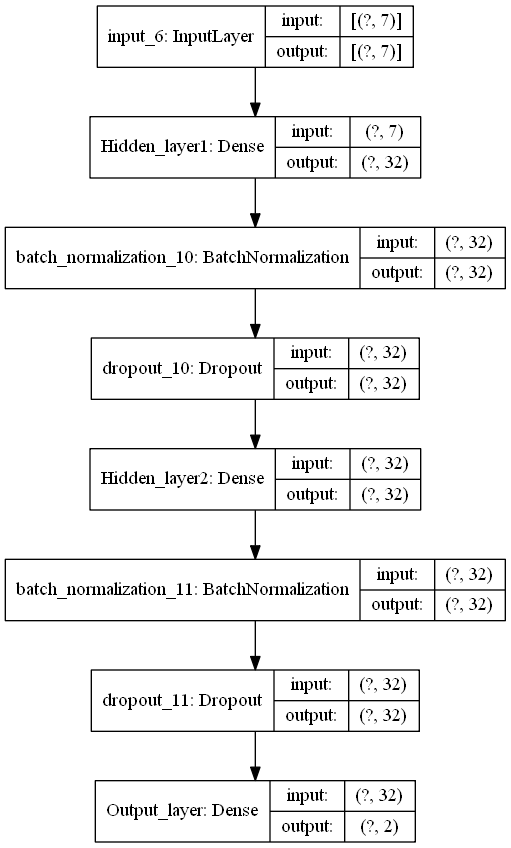 input_6: InputLayer
input: [(?, 7)]
output: [(?, 7)]
Hidden_layer1: Dense
input: (?, 7)
output: (?, 32)
batch_normalization_10: BatchNormalization
input: (?, 32)
output: (?, 32)
dropout_10: Dropout
input: (?, 32)
output: (?, 32)
Hidden_layer2: Dense
input: (?, 32)
output: (?, 32)
batch_normalization_11: BatchNormalization
input: (?, 32)
output: (?, 32)
dropout_11: Dropout
input: (?, 32)
output: (?, 32)
Output_layer: Dense
input: (?, 32)
output: (?, 2)